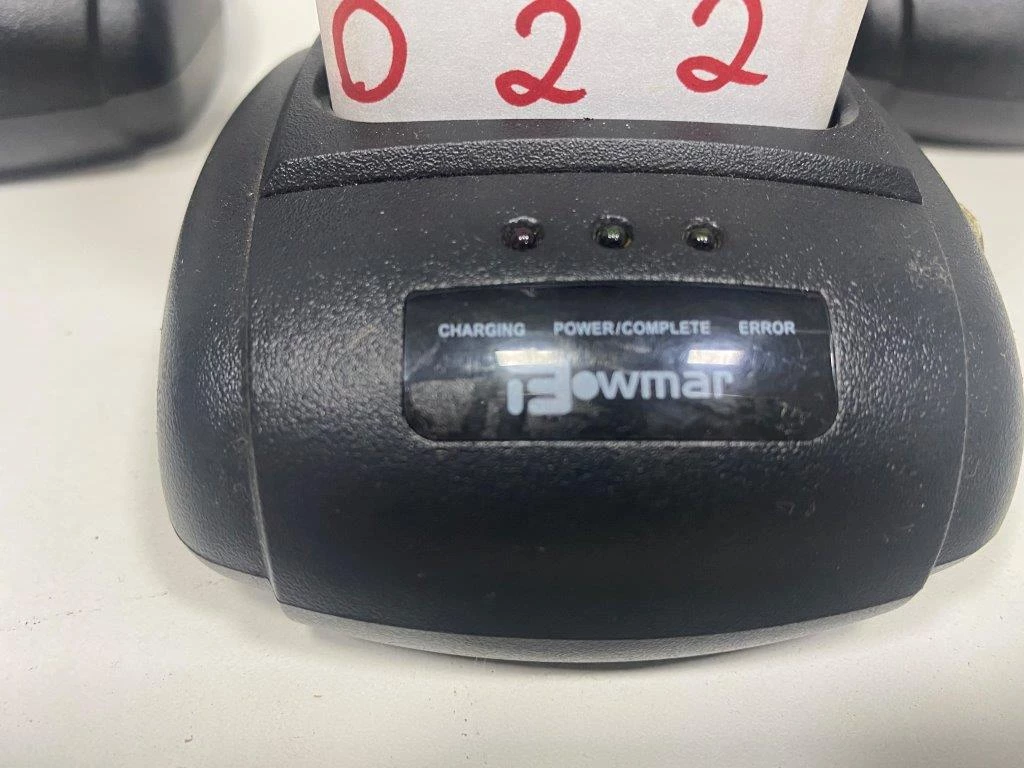 0 2 2
CHARGING POWER/COMPLETE ERROR
Bowmar